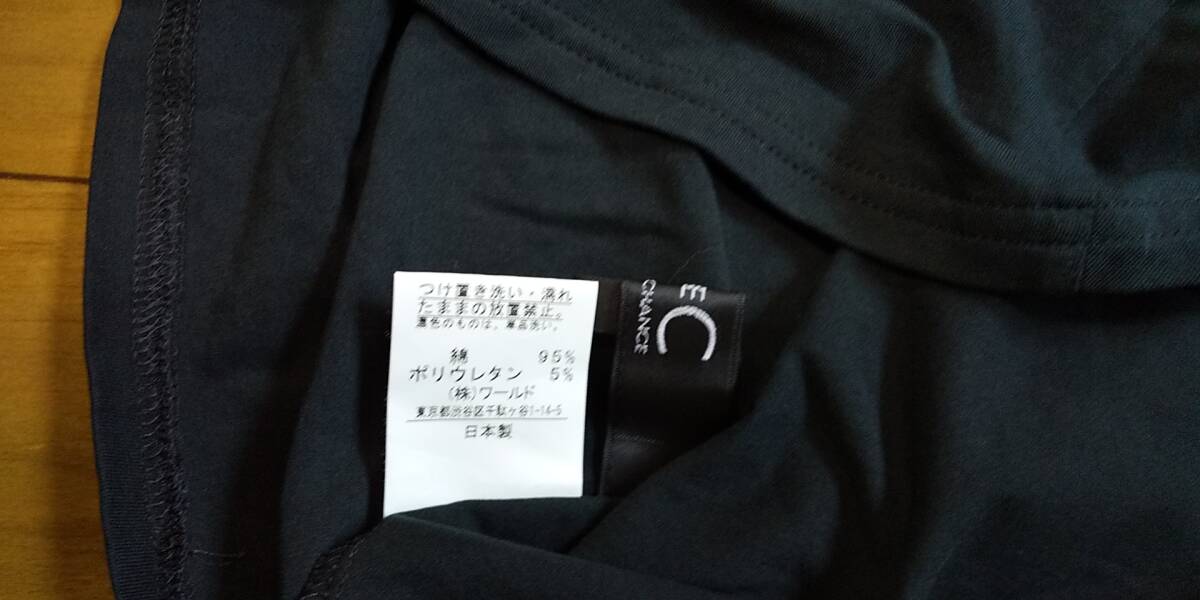 つけ置き洗い・濡れ
たままの放置禁止。
濃色のものは、単品洗い。
綿 95%
ポリウレタン 5%
(株)ワールド
東京都渋谷区千駄ヶ谷1-14-5
日本製
EC
CHANCE